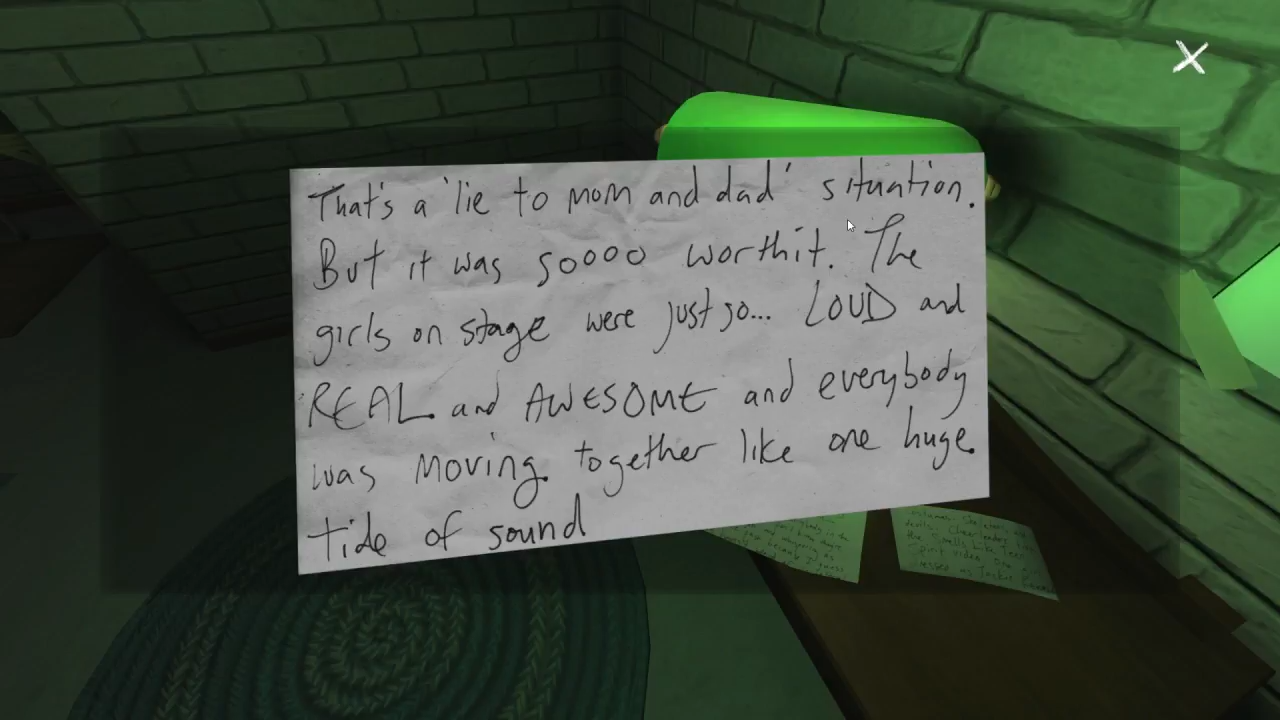 That's a 'lie to mom and dad' situation.
But it was soooo worthit. The
girls on stage were just so... LOUD and
REAL and AWESOME and everybody
was moving together like one huge
tide of sound